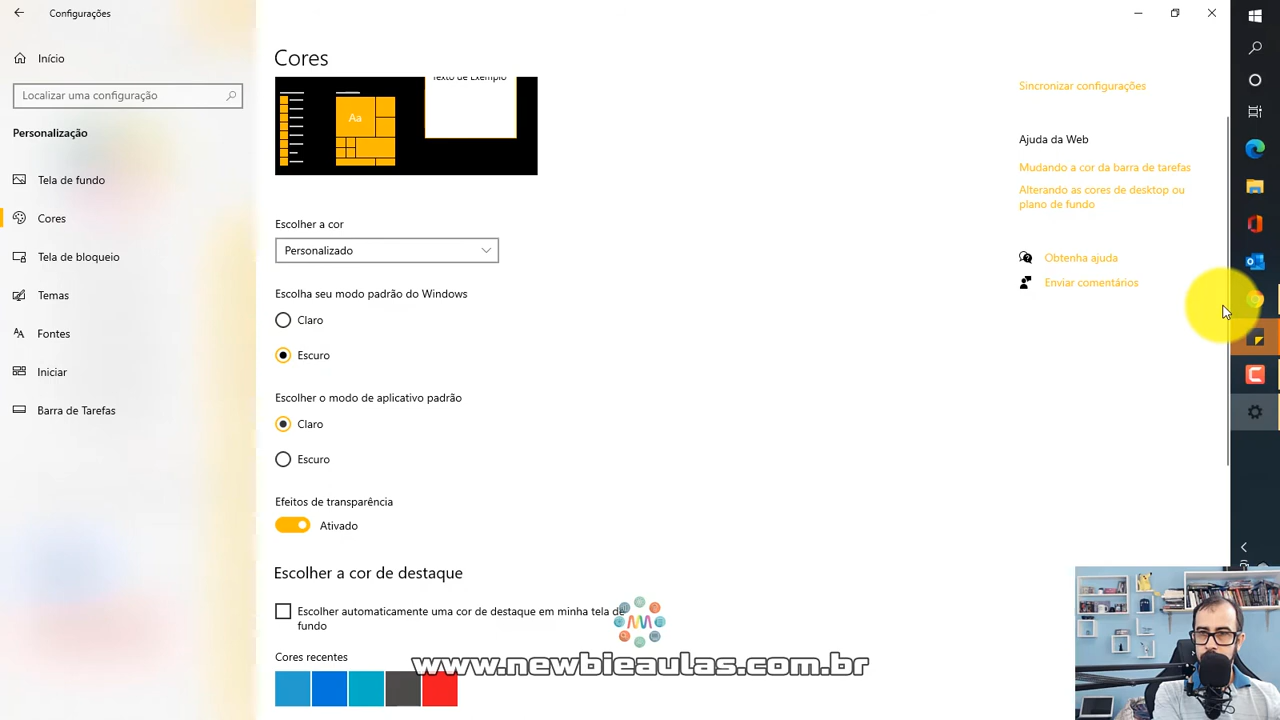 Configurações
Início
Localizar uma configuração
Personalização
Tela de fundo
Cores
Tela de bloqueio
Temas
Fontes
Iniciar
Barra de Tarefas
Cores
Texto de Exemplo
Aa
Escolher a cor
Personalizado
Escolha seu modo padrão do Windows
Claro
Escuro
Escolher o modo de aplicativo padrão
Claro
Escuro
Efeitos de transparência
Ativado
Escolher a cor de destaque
Escolher automaticamente uma cor de destaque em minha tela de
fundo
Cores recentes
www.newbieaulas.com.br
Sincronizar configurações
Ajuda da Web
Mudando a cor da barra de tarefas
Alterando as cores de desktop ou
plano de fundo
Obtenha ajuda
Enviar comentários